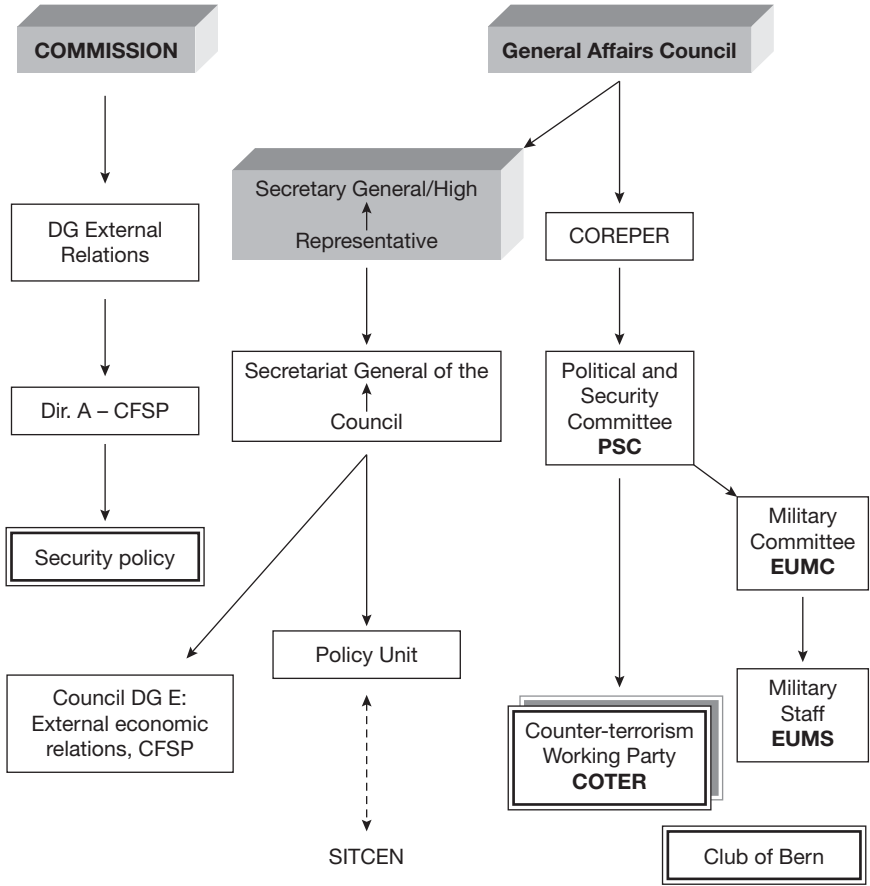 COMMISSION
General Affairs Council
Secretary General/High
Representative
DG External
Relations
COREPER
Secretariat General of the
Council
Political and
Security
Committee
PSC
Dir. A – CFSP
Military
Committee
EUMC
Security policy
Policy Unit
Council DG E:
External economic
relations, CFSP
Counter-terrorism
Working Party
COTER
Military
Staff
EUMS
SITCEN
Club of Bern